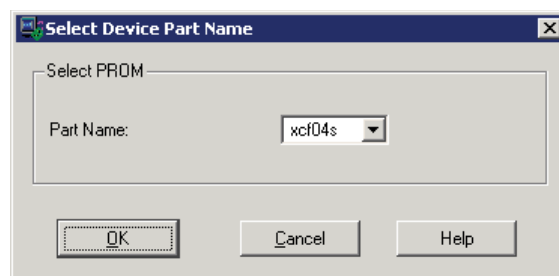 Select Device Part Name
Select PROM
Part Name: xcf04s
OK Cancel Help